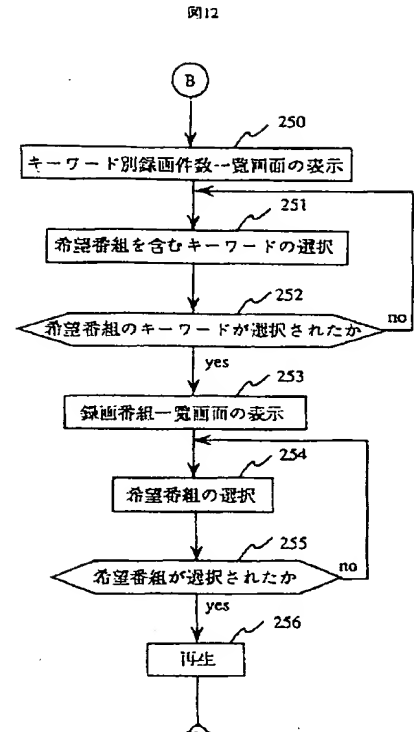 図12
B
250
キーワード別録画件数一覧画面の表示
251
希望番組を含むキーワードの選択
252
希望番組のキーワードが選択されたか
no
yes
253
録画番組一覧画面の表示
254
希望番組の選択
255
希望番組が選択されたか
no
yes
256
再生